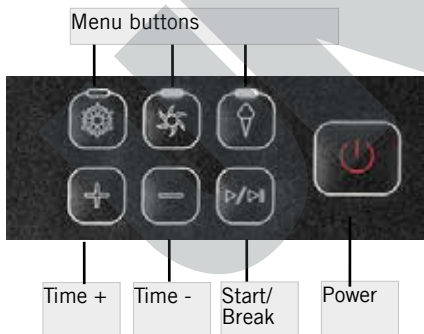 Menu buttons
Time +
Time -
Start/
Break
Power